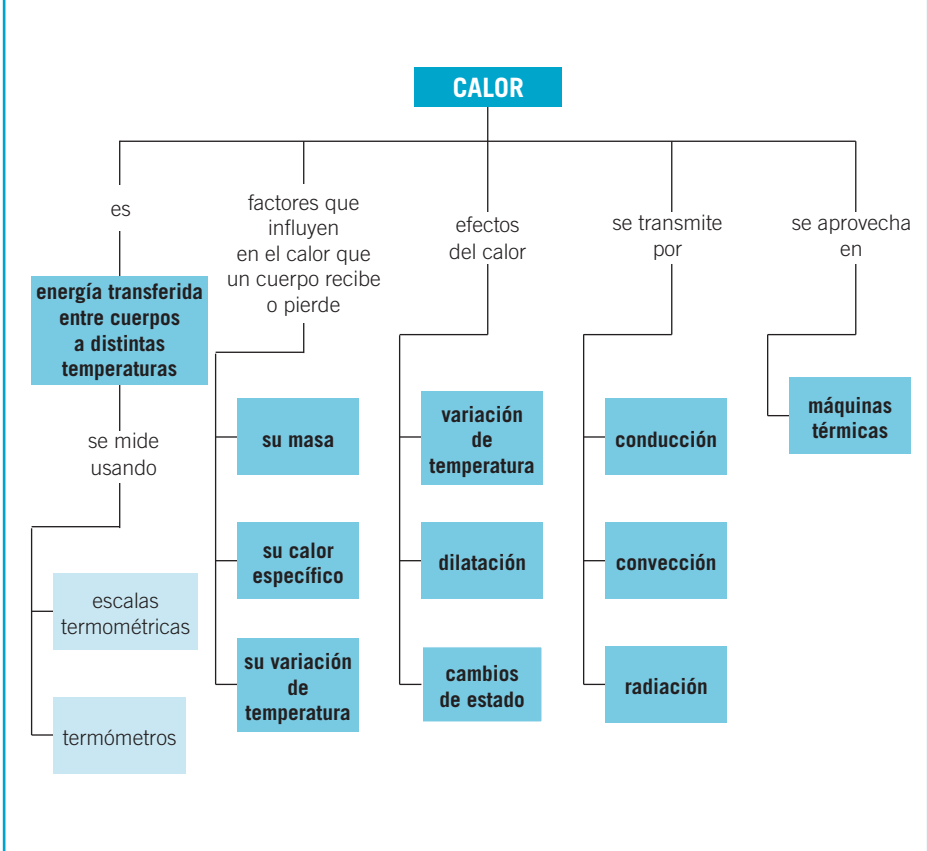 CALOR
es
energía transferida
entre cuerpos
a distintas
temperaturas
se mide
usando
escalas
termométricas
termómetros
factores que
influyen
en el calor que
un cuerpo recibe
o pierde
su masa
su calor
específico
su variación
de
temperatura
efectos
del calor
variación
de
temperatura
dilatación
cambios
de estado
se transmite
por
conducción
convección
radiación
se aprovecha
en
máquinas
térmicas